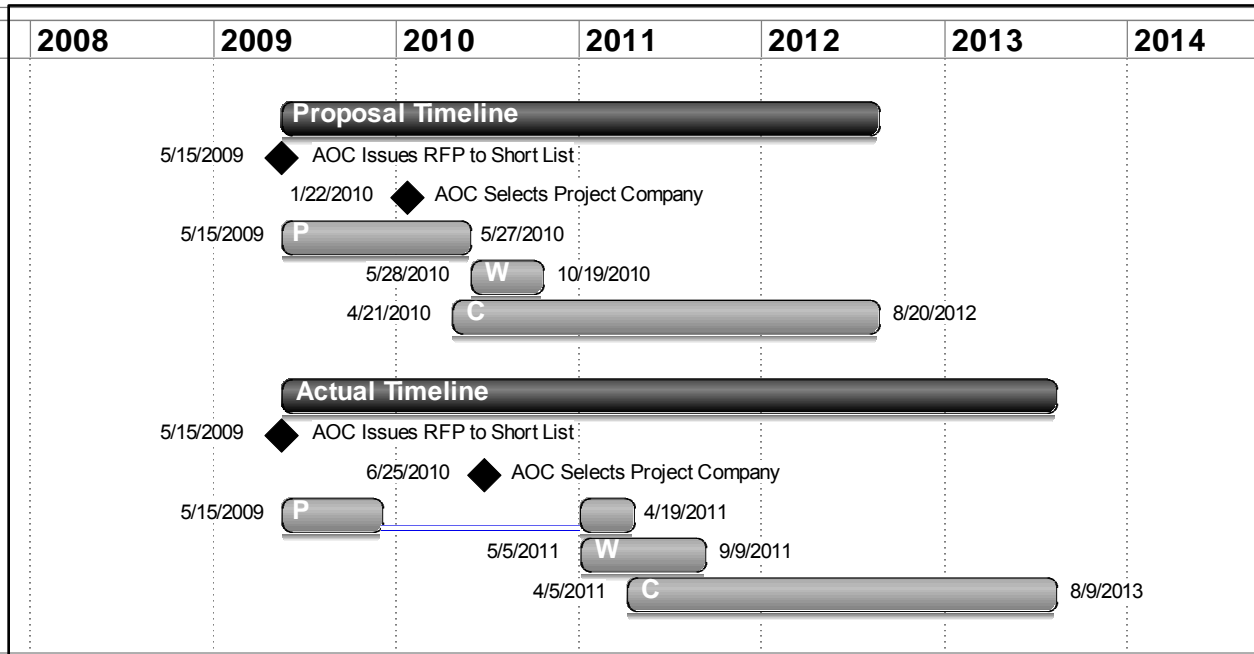 2008 2009 2010 2011 2012 2013 2014
Proposal Timeline
5/15/2009 AOC Issues RFP to Short List
1/22/2010 AOC Selects Project Company
5/15/2009 P 5/27/2010
5/28/2010 W 10/19/2010
4/21/2010 C 8/20/2012
Actual Timeline
5/15/2009 AOC Issues RFP to Short List
6/25/2010 AOC Selects Project Company
5/15/2009 P 4/19/2011
5/5/2011 W 9/9/2011
4/5/2011 C 8/9/2013